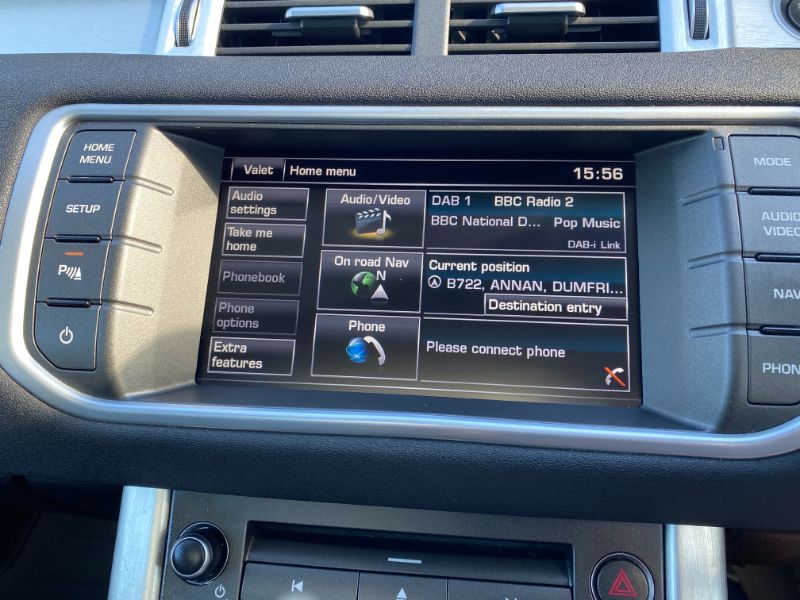 HOME
MENU
SETUP
P
Valet
Home menu
15:56
Audio
settings
Take me
home
Phonebook
Phone
options
Extra
features
Audio/Video
On road Nav
N
Phone
DAB 1 BBC Radio 2
BBC National D... Pop Music
DAB-i Link
Current position
B722, ANNAN, DUMFRI...
Destination entry
Please connect phone
MODE
AUDIO
VIDEO
NAV
PHON